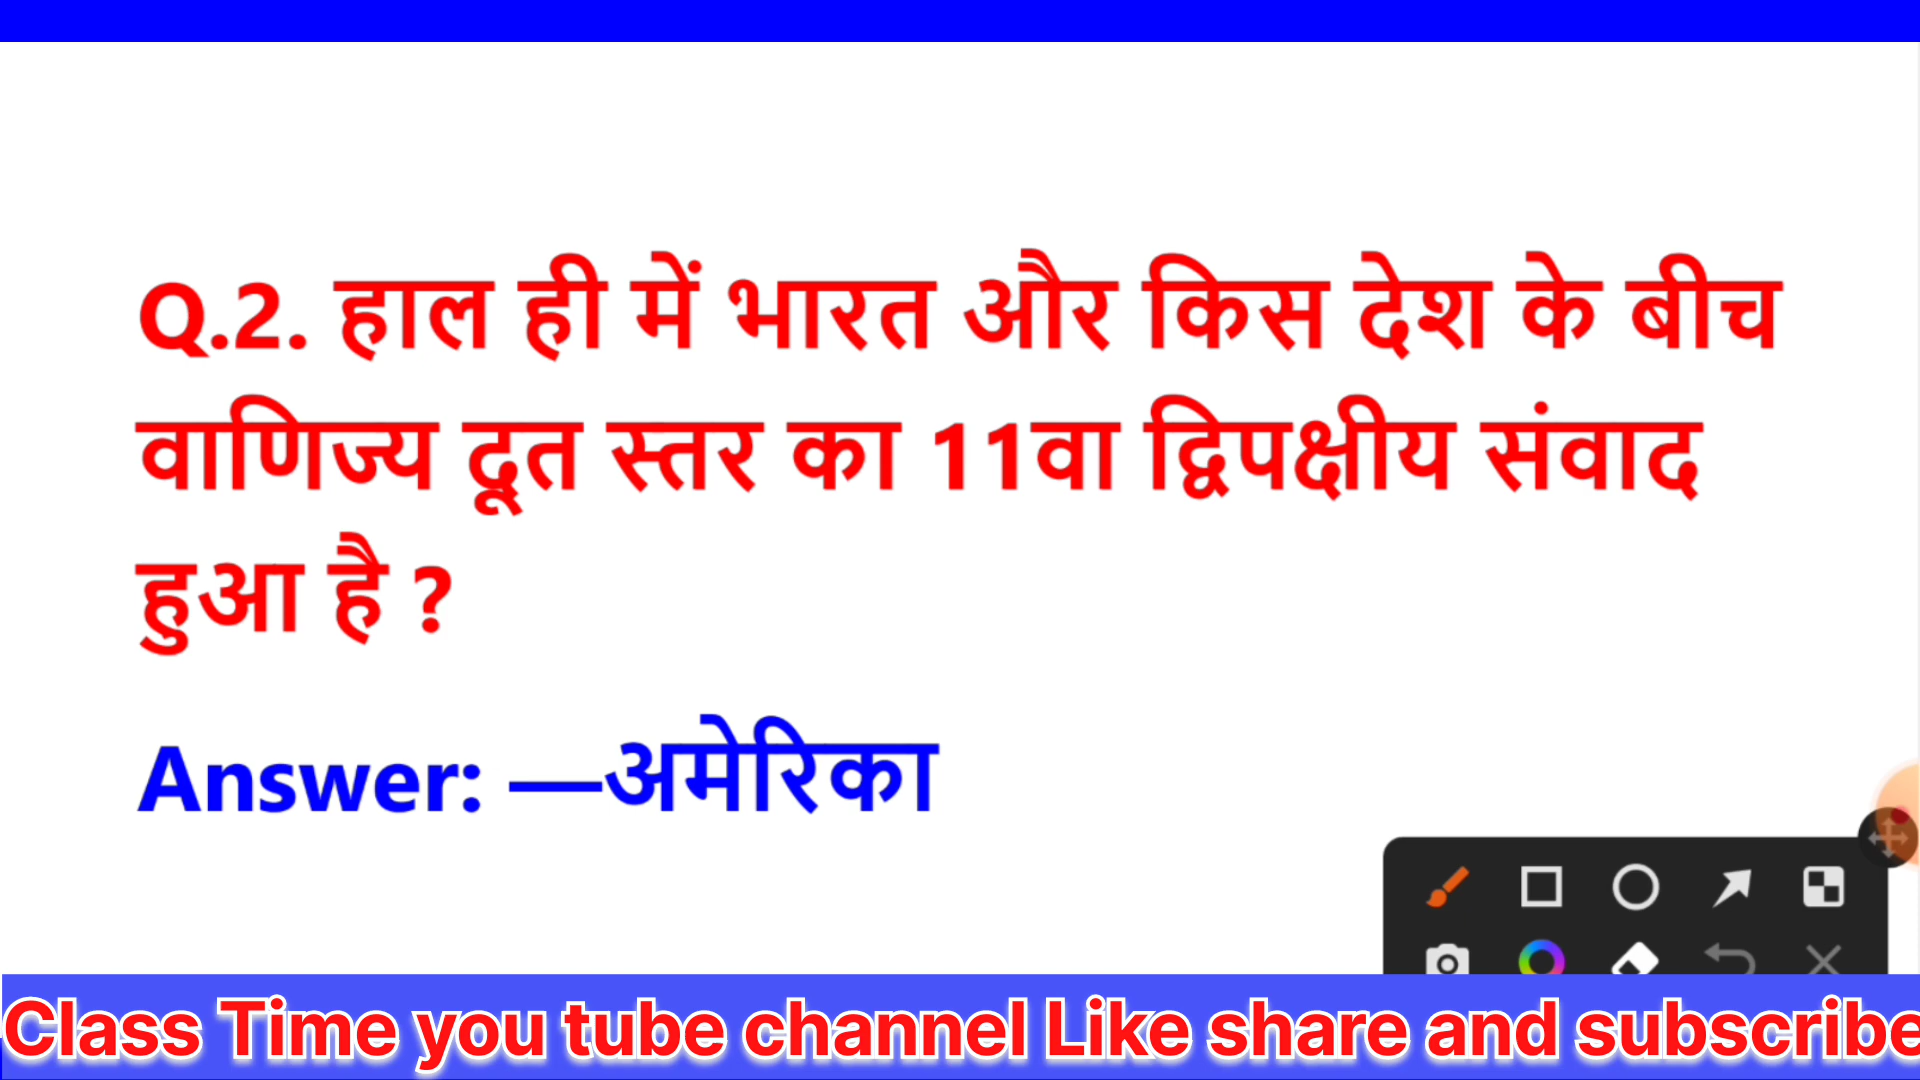 Q.2. हाल ही में भारत और किस देश के बीच
वाणिज्य दूत स्तर का 11वा द्विपक्षीय संवाद
हुआ है ?
Answer: —अमेरिका
Class Time you tube channel Like share and subscribe